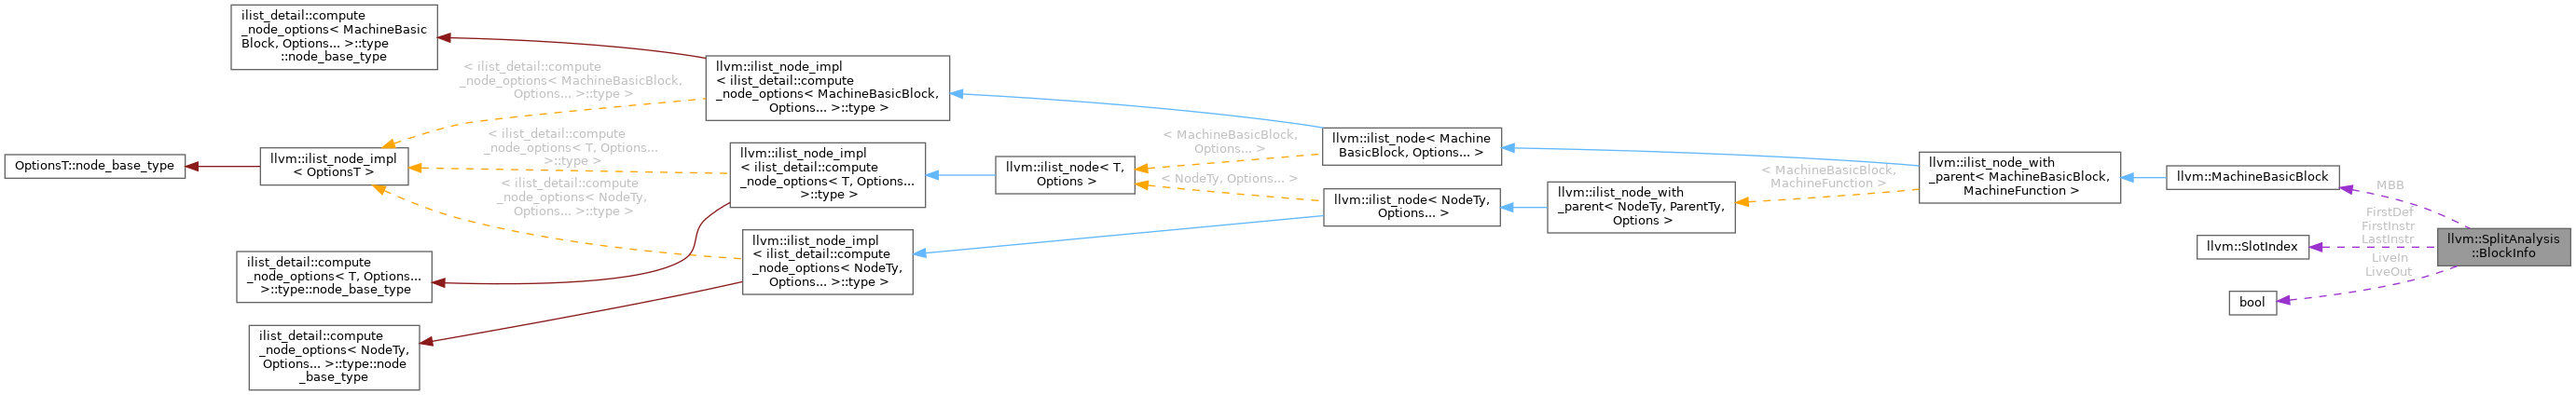 ilist_detail::compute
_node_options< MachineBasic
Block, Options... >::type
::node_base_type
llvm::ilist_node_impl
< ilist_detail::compute
_node_options< MachineBasicBlock,
Options... >::type >
< ilist_detail::compute
_node_options< MachineBasicBlock,
Options... >::type >
OptionsT::node_base_type
llvm::ilist_node_impl
< OptionsT >
< ilist_detail::compute
_node_options< T, Options...
>::type >
< ilist_detail::compute
_node_options< NodeTy,
Options... >::type >
llvm::ilist_node_impl
< ilist_detail::compute
_node_options< T, Options...
>::type >
llvm::ilist_node< T,
Options >
< MachineBasicBlock,
Options... >
< NodeTy, Options... >
llvm::ilist_node< Machine
BasicBlock, Options... >
llvm::ilist_node< NodeTy,
Options... >
llvm::ilist_node_with
_parent< NodeTy, ParentTy,
Options >
< MachineBasicBlock,
MachineFunction >
llvm::ilist_node_with
_parent< MachineBasicBlock,
MachineFunction >
llvm::MachineBasicBlock
MBB
FirstDef
FirstInstr
LastInstr
llvm::SlotIndex
LiveIn
LiveOut
bool
llvm::SplitAnalysis
::BlockInfo
llvm::ilist_node_impl
< ilist_detail::compute
_node_options< NodeTy,
Options... >::type >
ilist_detail::compute
_node_options< T, Options...
>::type::node_base_type
ilist_detail::compute
_node_options< NodeTy,
Options... >::type::node
_base_type